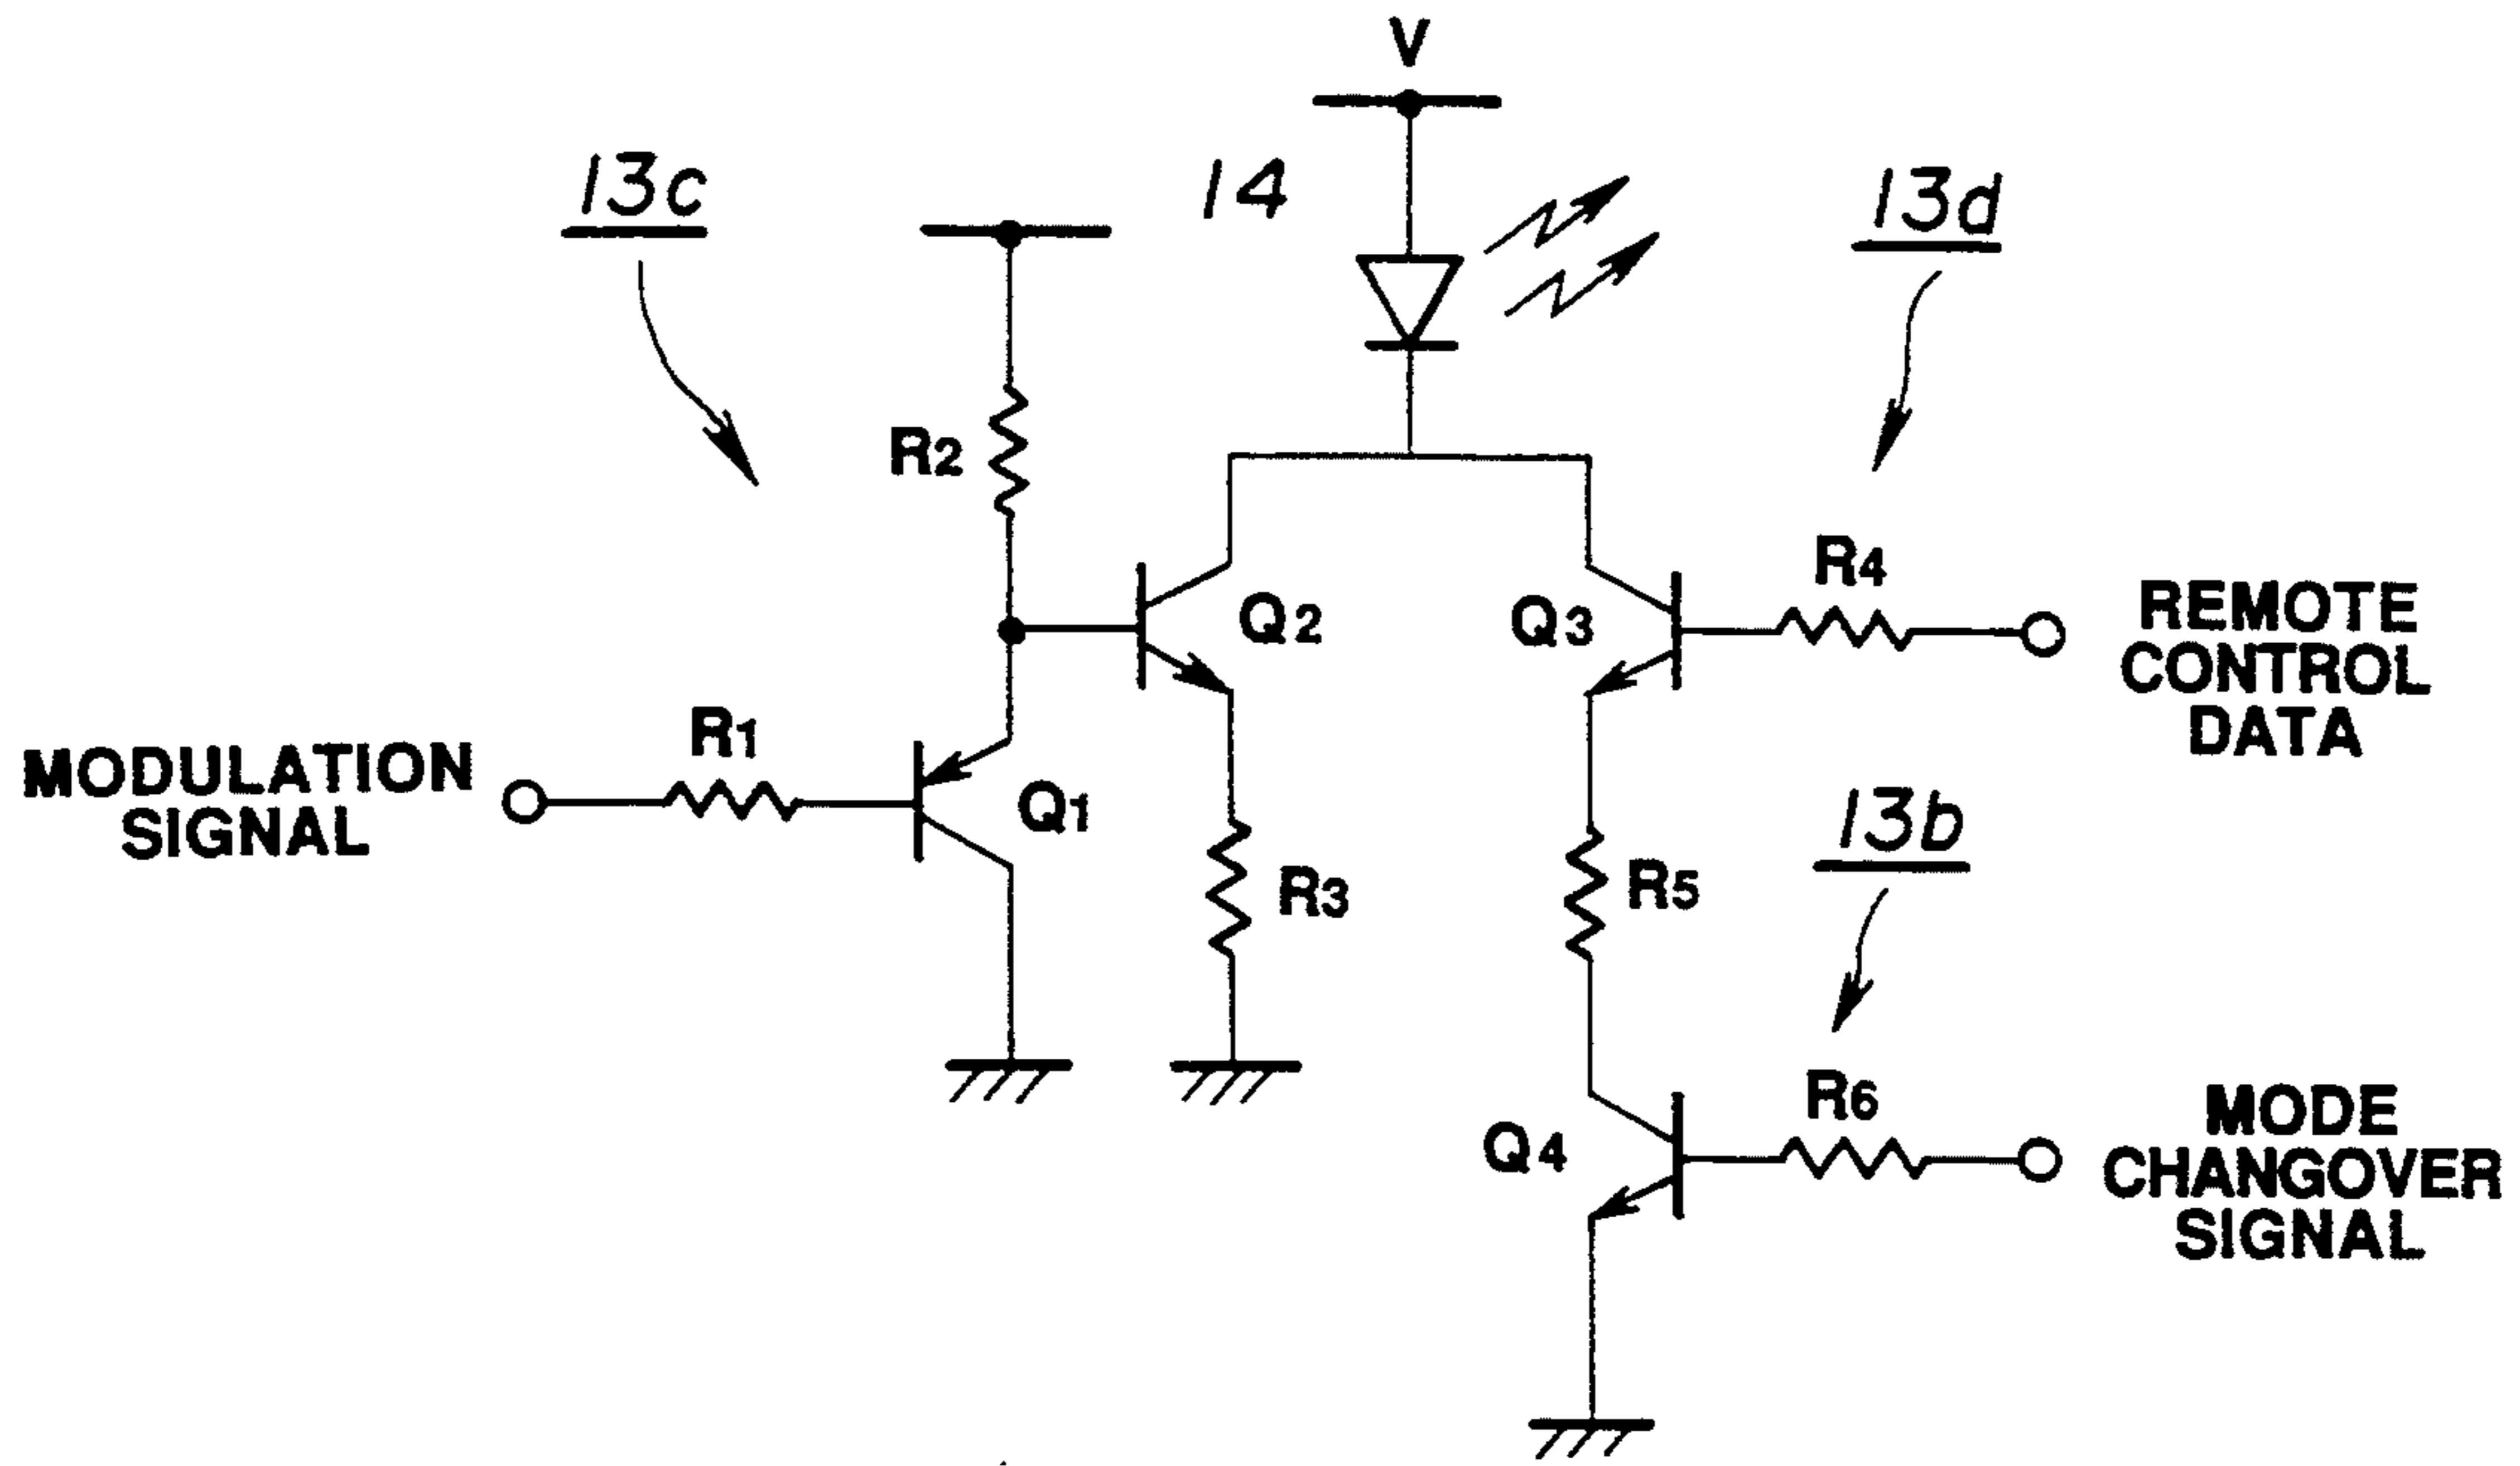 V
13c
14
13d
R2
Q2
Q3
R4
REMOTE
CONTROL
DATA
MODULATION
SIGNAL
R1
Q1
R3
R5
13b
Q4
R6
MODE
CHANGOVER
SIGNAL